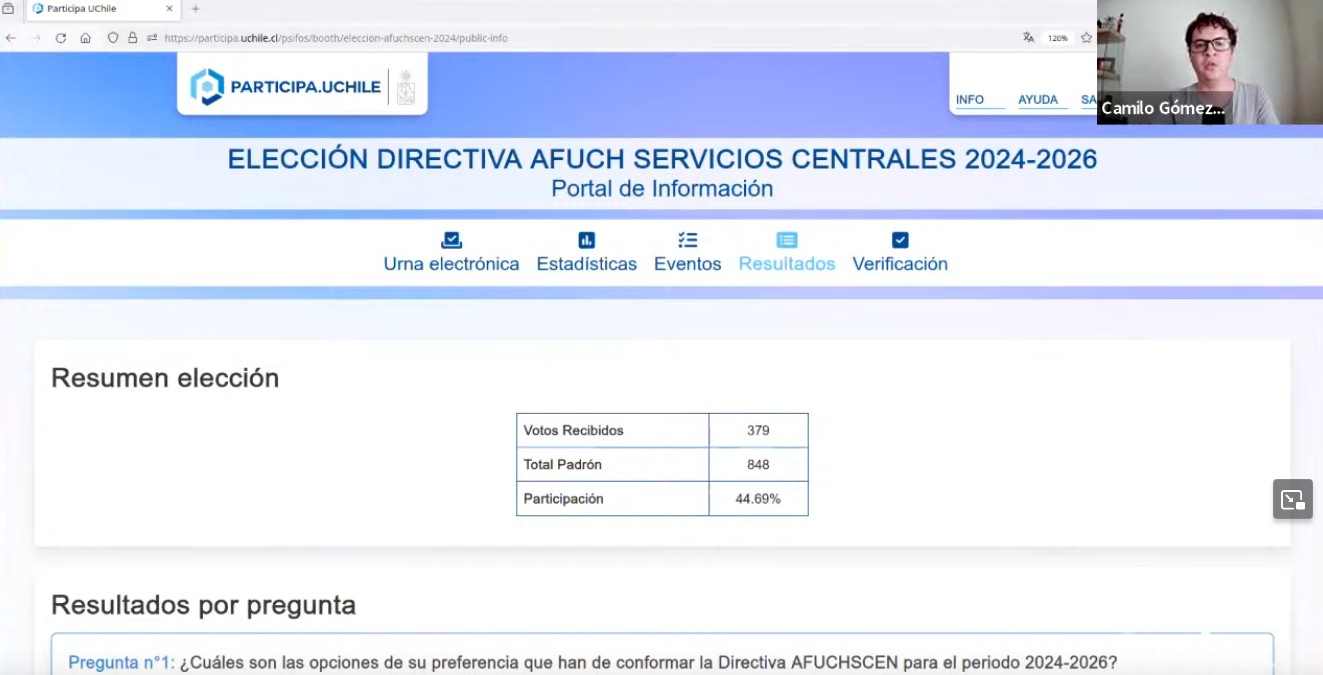 Participa UChile
https://participa.uchile.cl/psifos/booth/eleccion-afuchscen-2024/public-info
120%
PARTICIPA.UCHILE
INFO AYUDA SA
Camilo Gómez...
ELECCIÓN DIRECTIVA AFUCH SERVICIOS CENTRALES 2024-2026
Portal de Información
Urna electrónica Estadísticas Eventos Resultados Verificación
Resumen elección
Votos Recibidos 379
Total Padrón 848
Participación 44.69%
Resultados por pregunta
Pregunta n°1: ¿Cuáles son las opciones de su preferencia que han de conformar la Directiva AFUCHSCEN para el periodo 2024-2026?